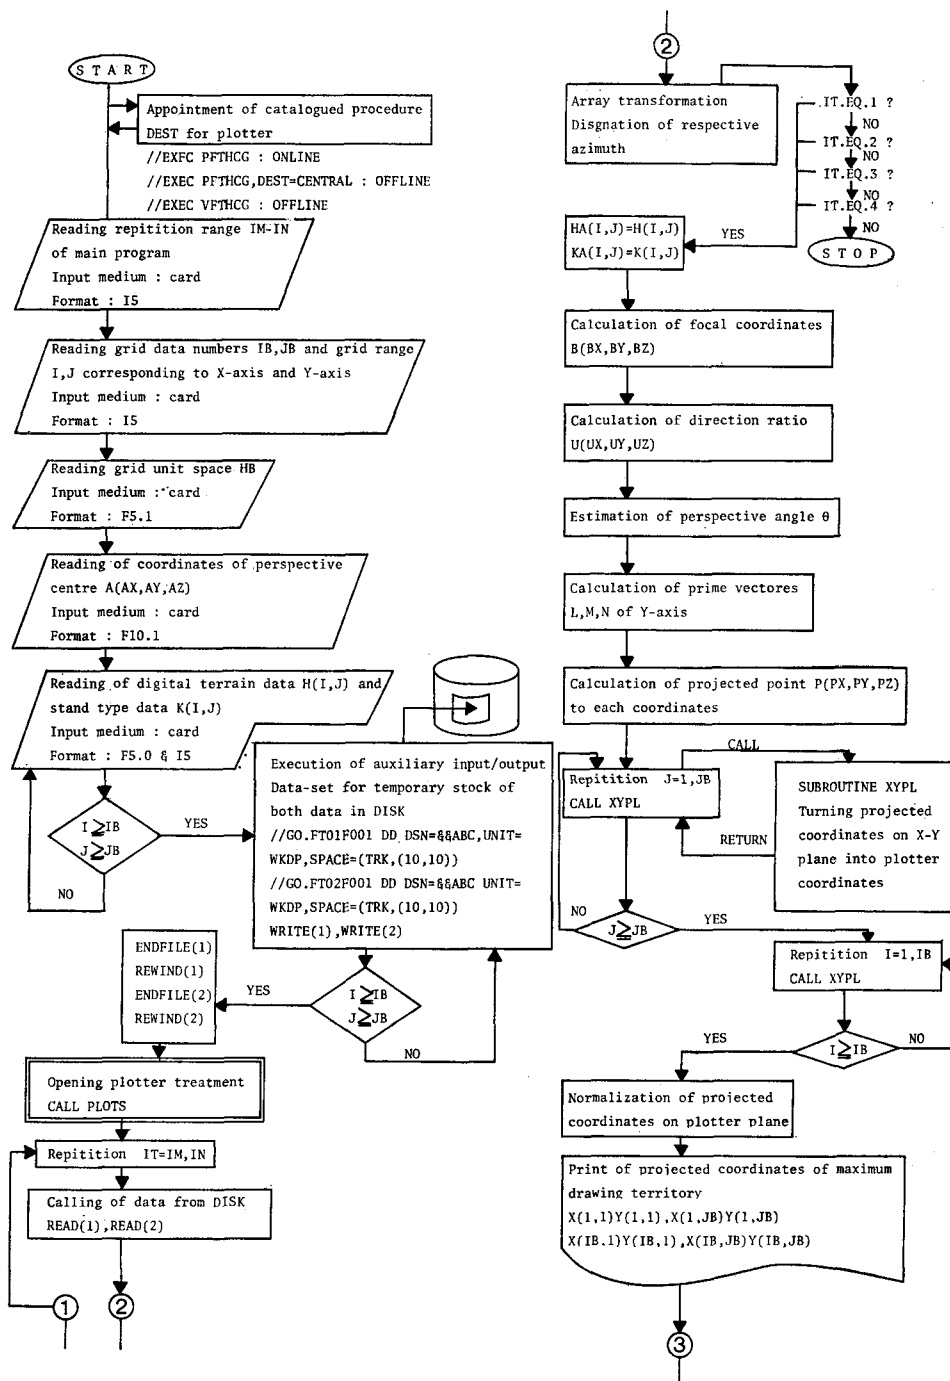 S T A R T
Appointment of catalogued procedure
DEST for plotter
//EXFC PFTHCG : ONLINE
//EXEC PFTHCG,DEST=CENTRAL : OFFLINE
//EXEC VFTHCG : OFFLINE
Reading repitition range IM-IN
of main program
Input medium : card
Format : I5
Reading grid data numbers IB,JB and grid range
I,J corresponding to X-axis and Y-axis
Input medium : card
Format : I5
Reading grid unit space HB
Input medium : card
Format : F5.1
Reading of coordinates of perspective
centre A(AX,AY,AZ)
Input medium : card
Format : F10.1
Reading of digital terrain data H(I,J) and
stand type data K(I,J)
Input medium : card
Format : F5.0 & I5
I ≧ IB
J ≧ JB
YES
NO
Execution of auxiliary input/output
Data-set for temporary stock of
both data in DISK
//GO.FT01F001 DD DSN=&&ABC,UNIT=
WKDP,SPACE=(TRK,(10,10))
//GO.FT02F001 DD DSN=&&ABC UNIT=
WKDP,SPACE=(TRK,(10,10))
WRITE(1),WRITE(2)
I ≧ IB
J ≧ JB
YES
NO
ENDFILE(1)
REWIND(1)
ENDFILE(2)
REWIND(2)
Opening plotter treatment
CALL PLOTS
Repitition IT=IM,IN
Calling of data from DISK
READ(1),READ(2)
1
2
2
Array transformation
Disgnation of respective
azimuth
IT.EQ.1 ?
NO
IT.EQ.2 ?
NO
IT.EQ.3 ?
NO
IT.EQ.4 ?
NO
S T O P
YES
HA(I,J)=H(I,J)
KA(I,J)=K(I,J)
Calculation of focal coordinates
B(BX,BY,BZ)
Calculation of direction ratio
U(UX,UY,UZ)
Estimation of perspective angle θ
Calculation of prime vectores
L,M,N of Y-axis
Calculation of projected point P(PX,PY,PZ)
to each coordinates
CALL
Repitition J=1,JB
CALL XYPL
RETURN
SUBROUTINE XYPL
Turning projected
coordinates on X-Y
plane into plotter
coordinates
NO
J ≧ JB
YES
Repitition I=1,IB
CALL XYPL
YES
I ≧ IB
NO
Normalization of projected
coordinates on plotter plane
Print of projected coordinates of maximum
drawing territory
X(1,1)Y(1,1),X(1,JB)Y(1,JB)
X(IB.1)Y(IB,1),X(IB,JB)Y(IB,JB)
3